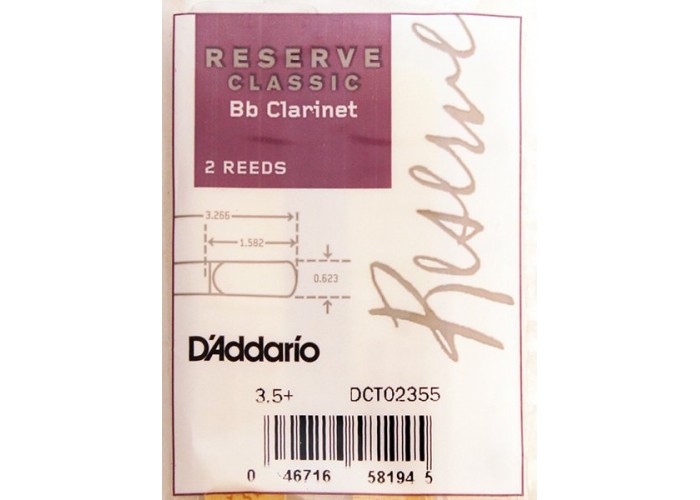 RESERVE
CLASSIC
Bb Clarinet
2 REEDS
Reserve
3.266
1.582
0.623
D'Addario
3.5+ DCT02355
0 46716 58194 5